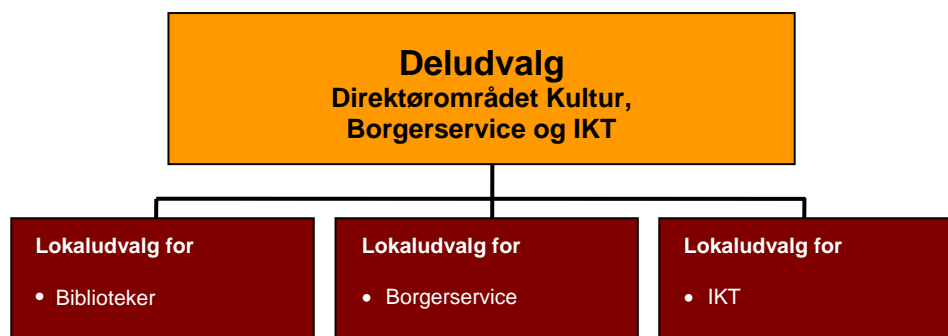 Deludvalg
Direktørområdet Kultur,
Borgerservice og IKT
Lokaludvalg for
• Biblioteker
Lokaludvalg for
• Borgerservice
Lokaludvalg for
• IKT